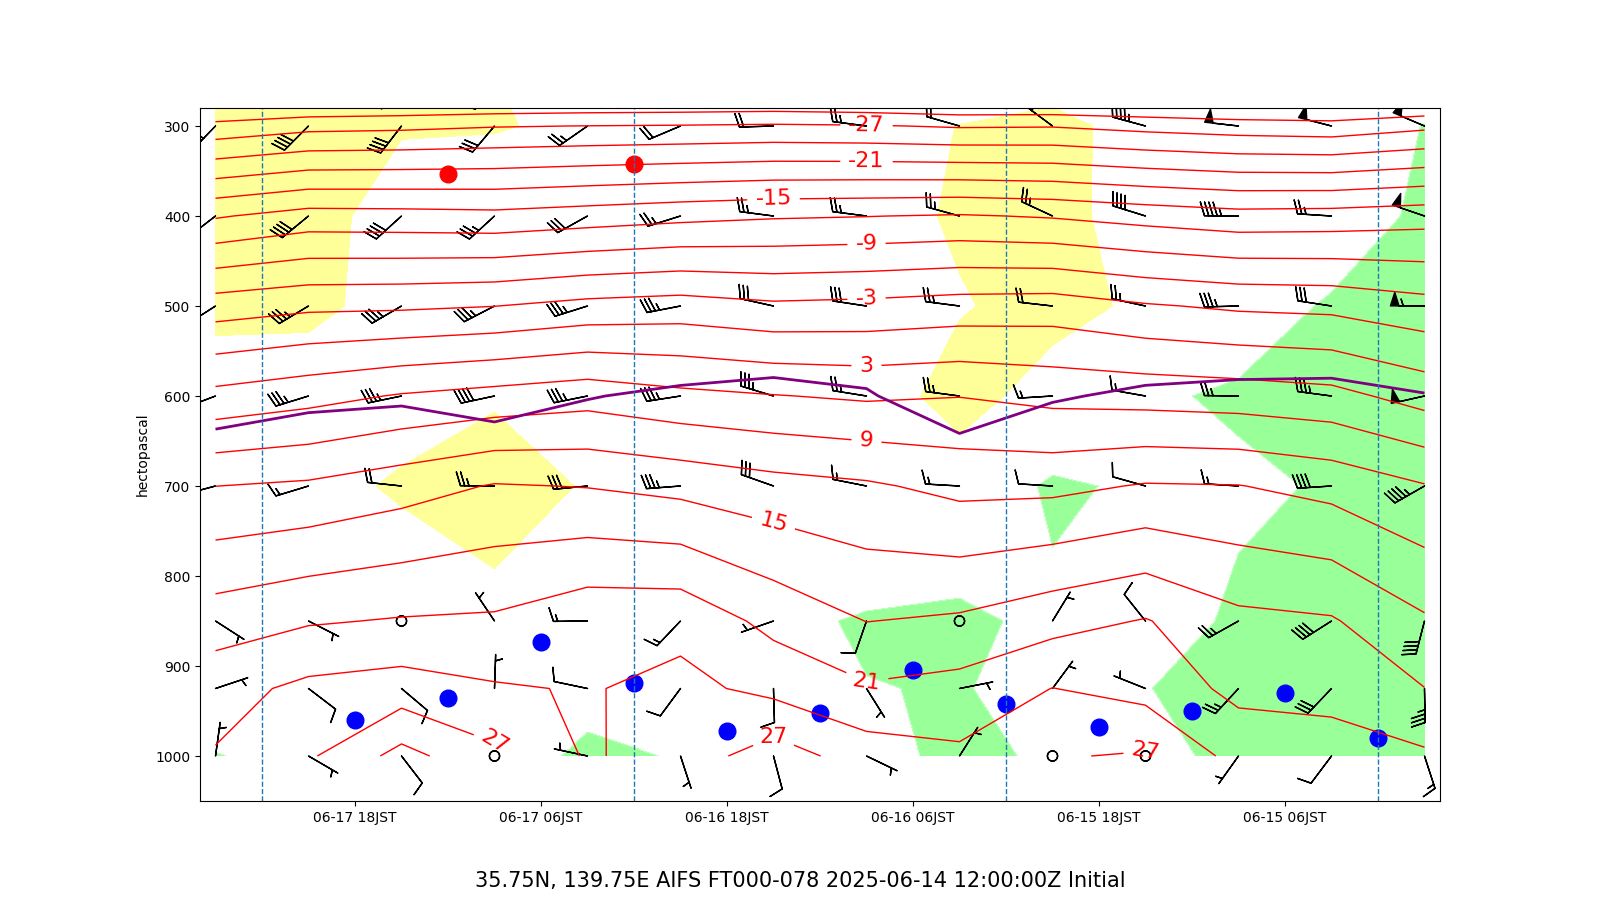 300
400
500
600
700
800
900
1000
hectopascal
27
-21
-15
-9
-3
3
9
15
21
27
27
27
06-17 18JST
06-17 06JST
06-16 18JST
06-16 06JST
06-15 18JST
06-15 06JST
35.75N, 139.75E AIFS FT000-078 2025-06-14 12:00:00Z Initial